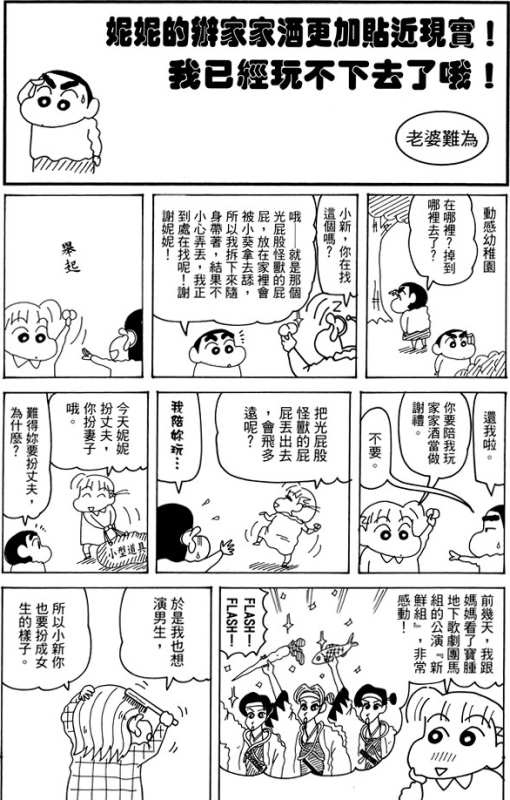 妮妮的辦家家酒更加貼近現實！
我已經玩不下去了哦！
老婆難為
動感幼稚園
在哪裡？掉到
哪裡去了？
小新，你在找
這個嗎？
哦——就是那個
光屁股怪獸的屁
屁，放在家裡會
被小葵拿去舔，
所以我拆下來隨
身帶著，結果不
小心弄丟，我正
到處在找呢！謝
謝妮妮！
舉起
還我啦。
你要陪我玩
家家酒當做
謝禮。
不要。
把光屁股
怪獸的屁
屁丟出去
，會飛多
遠呢？
我陪妳玩…
今天妮妮
扮丈夫，
你扮妻子
哦。
小型道具
難得妳要扮丈夫，
為什麼？
前幾天，我跟
媽媽看了寶腫
地下歌劇團馬
組的公演『新
鮮組』，非常
感動！
FLASH!
FLASH!
於是我也想
演男生，
所以小新你
也要扮成女
生的樣子。